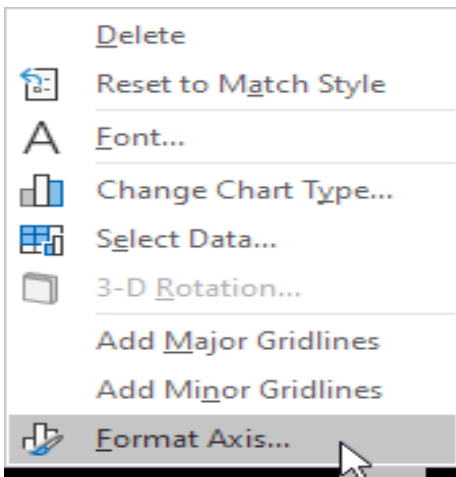 Delete
Reset to Match Style
Font...
Change Chart Type...
Select Data...
3-D Rotation...
Add Major Gridlines
Add Minor Gridlines
Format Axis...